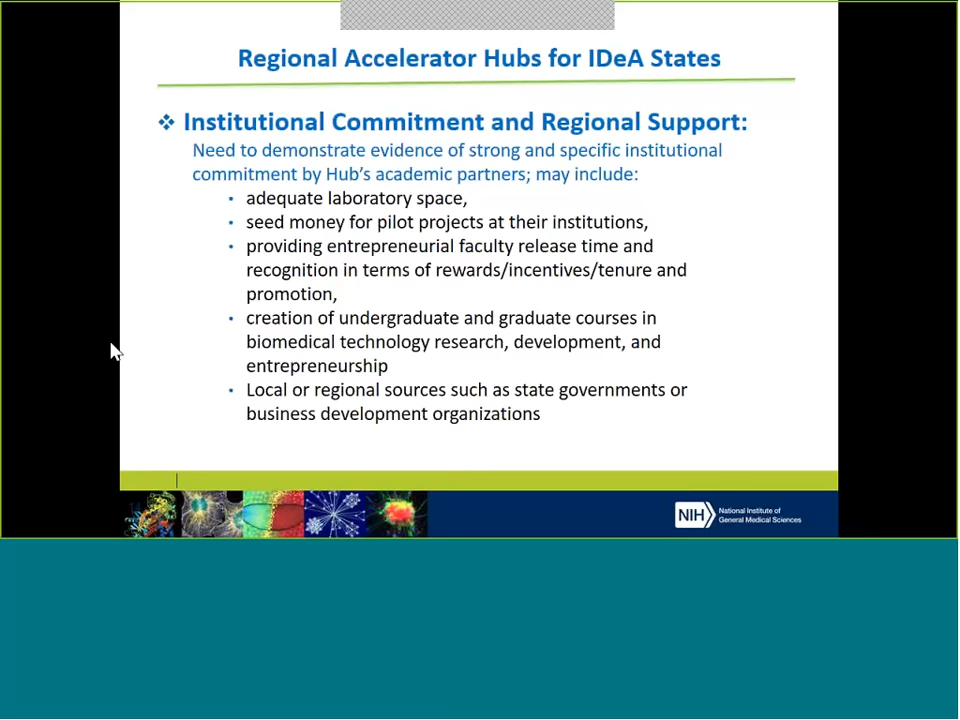 Regional Accelerator Hubs for IDeA States
❖ Institutional Commitment and Regional Support:
Need to demonstrate evidence of strong and specific institutional
commitment by Hub's academic partners; may include:
• adequate laboratory space,
• seed money for pilot projects at their institutions,
• providing entrepreneurial faculty release time and
recognition in terms of rewards/incentives/tenure and
promotion,
• creation of undergraduate and graduate courses in
biomedical technology research, development, and
entrepreneurship
• Local or regional sources such as state governments or
business development organizations
NIH National Institute of
General Medical Sciences